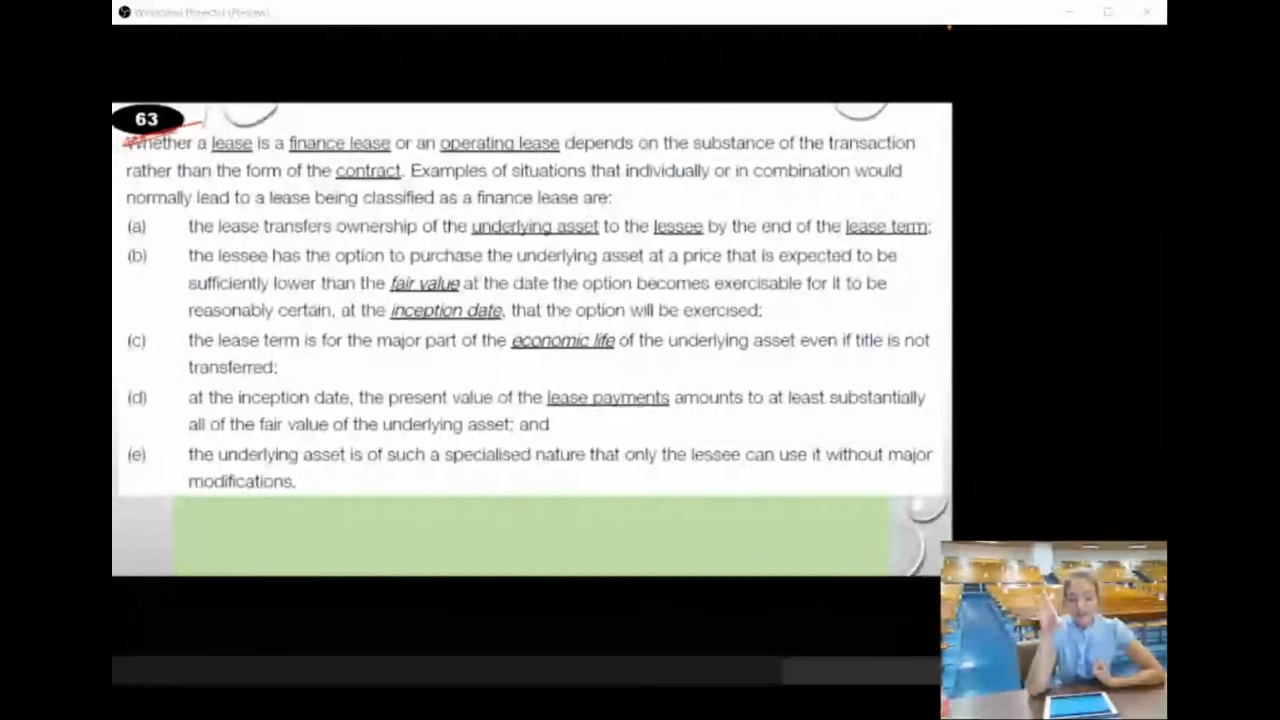 Windowed Projector (Preview)
63
Whether a lease is a finance lease or an operating lease depends on the substance of the transaction
rather than the form of the contract. Examples of situations that individually or in combination would
normally lead to a lease being classified as a finance lease are:
(a) the lease transfers ownership of the underlying asset to the lessee by the end of the lease term;
(b) the lessee has the option to purchase the underlying asset at a price that is expected to be
sufficiently lower than the fair value at the date the option becomes exercisable for it to be
reasonably certain, at the inception date, that the option will be exercised;
(c) the lease term is for the major part of the economic life of the underlying asset even if title is not
transferred;
(d) at the inception date, the present value of the lease payments amounts to at least substantially
all of the fair value of the underlying asset; and
(e) the underlying asset is of such a specialised nature that only the lessee can use it without major
modifications.